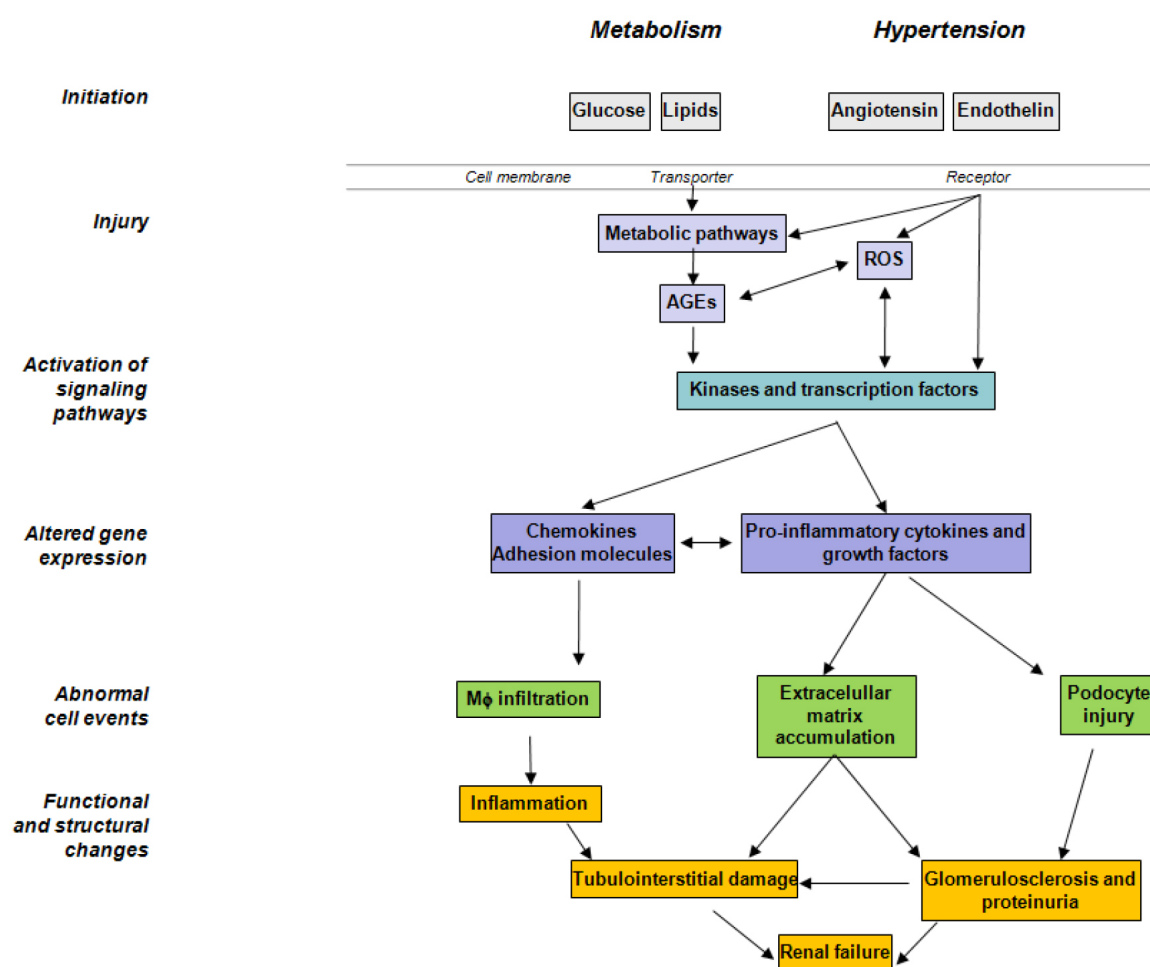 Metabolism
Hypertension
Initiation
Glucose
Lipids
Angiotensin
Endothelin
Cell membrane
Transporter
Receptor
Injury
Metabolic pathways
ROS
AGEs
Activation of
signaling
pathways
Kinases and transcription factors
Altered gene
expression
Chemokines
Adhesion molecules
Pro-inflammatory cytokines and
growth factors
Abnormal
cell events
Mϕ infiltration
Extracelullar
matrix
accumulation
Podocyte
injury
Functional
and structural
changes
Inflammation
Tubulointerstitial damage
Glomerulosclerosis and
proteinuria
Renal failure